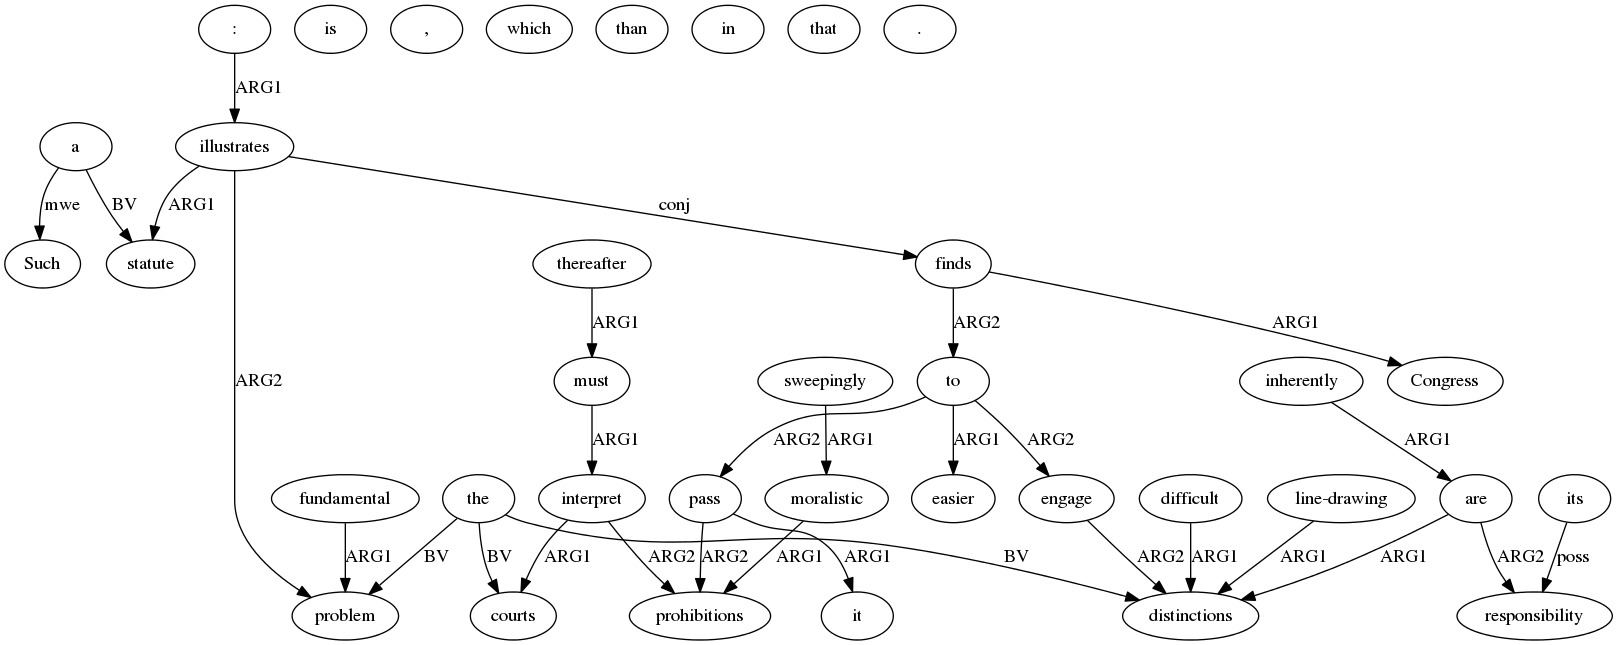 : is , which than in that .
ARG1
a illustrates
mwe BV ARG1 conj
Such statute thereafter finds
ARG1 ARG2 ARG1
ARG2 must sweepingly to inherently Congress
ARG1 ARG2 ARG1 ARG1 ARG2 ARG1
fundamental the interpret pass moralistic easier engage difficult line-drawing are its
ARG1 BV BV ARG1 ARG2 ARG2 ARG1 ARG1 BV ARG2 ARG1 ARG1 ARG1 ARG2 poss
problem courts prohibitions it distinctions responsibility